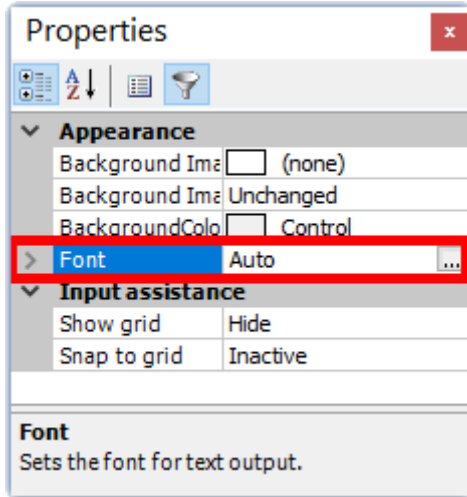 Properties
x
A
Z
Appearance
Background Ima (none)
Background Ima Unchanged
BackgroundColo Control
Font Auto ...
Input assistance
Show grid Hide
Snap to grid Inactive
Font
Sets the font for text output.